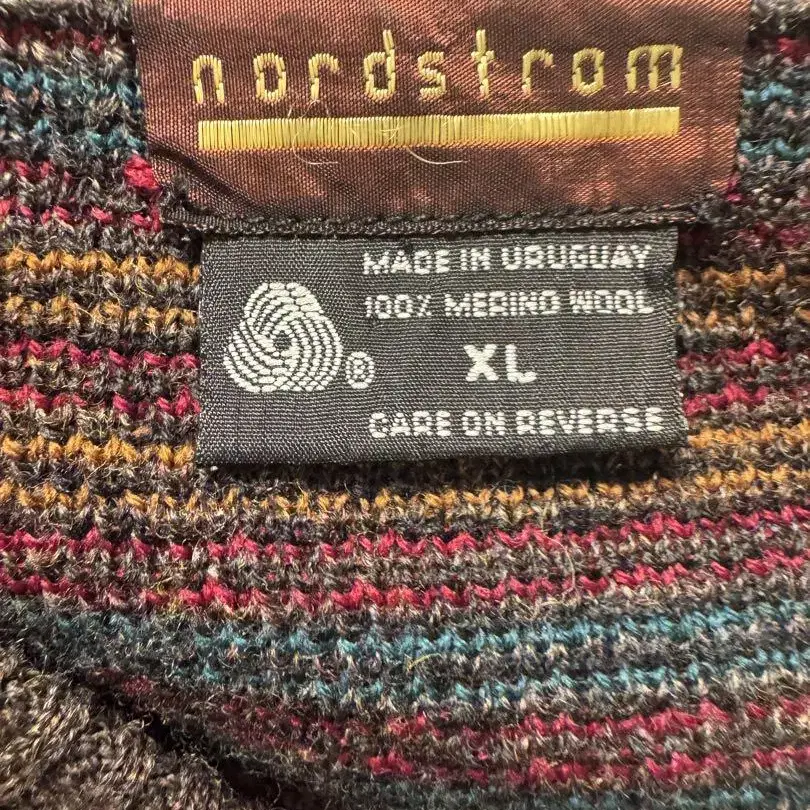 nordstrom
MADE IN URUGUAY
100% MERINO WOOL
XL
®
CARE ON REVERSE